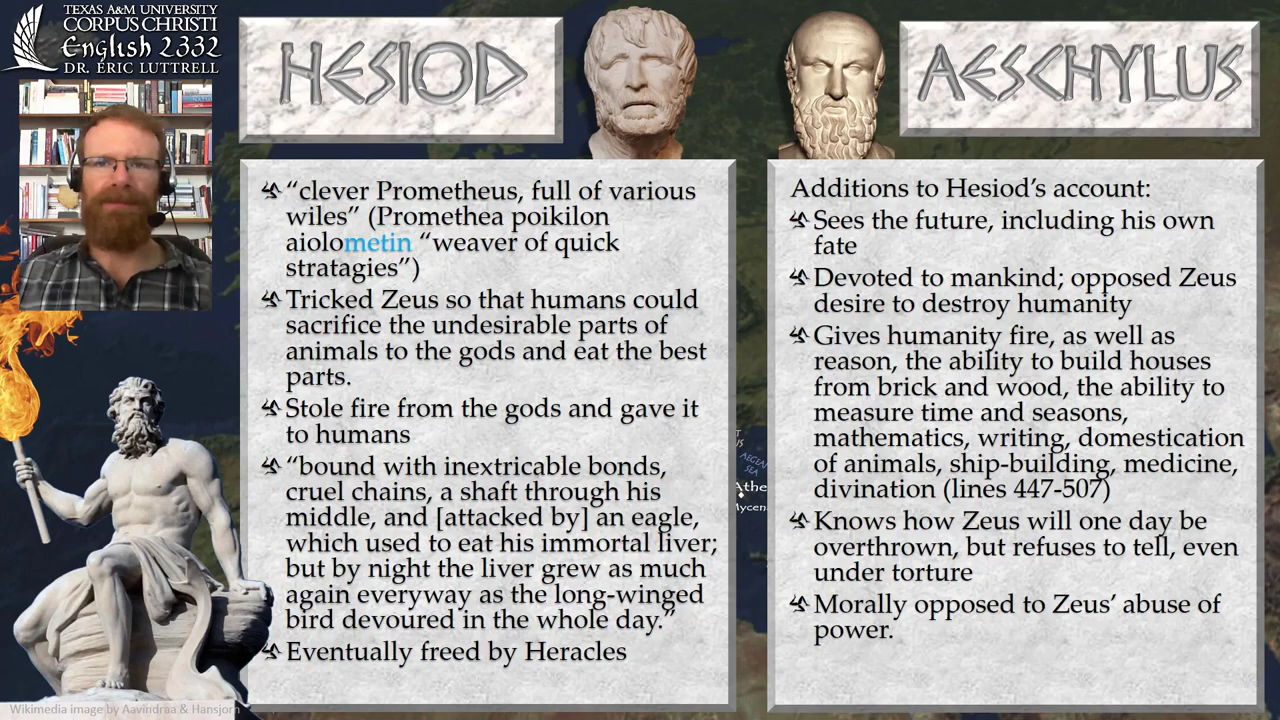 TEXAS A&M UNIVERSITY
CORPUS CHRISTI
English 2332
DR. ERIC LUTTRELL
HESIOD
AESCHYLUS
“clever Prometheus, full of various
wiles” (Promethea poikilon
aiolometin “weaver of quick
stratagies”)
Tricked Zeus so that humans could
sacrifice the undesirable parts of
animals to the gods and eat the best
parts.
Stole fire from the gods and gave it
to humans
“bound with inextricable bonds,
cruel chains, a shaft through his
middle, and [attacked by] an eagle,
which used to eat his immortal liver;
but by night the liver grew as much
again everyway as the long-winged
bird devoured in the whole day.”
Eventually freed by Heracles
Additions to Hesiod’s account:
Sees the future, including his own
fate
Devoted to mankind; opposed Zeus
desire to destroy humanity
Gives humanity fire, as well as
reason, the ability to build houses
from brick and wood, the ability to
measure time and seasons,
mathematics, writing, domestication
of animals, ship-building, medicine,
divination (lines 447-507)
Knows how Zeus will one day be
overthrown, but refuses to tell, even
under torture
Morally opposed to Zeus’ abuse of
power.
AEGEA
SEA
Athe
Mycen
Wikimedia image by Aavindraa & Hansjorn